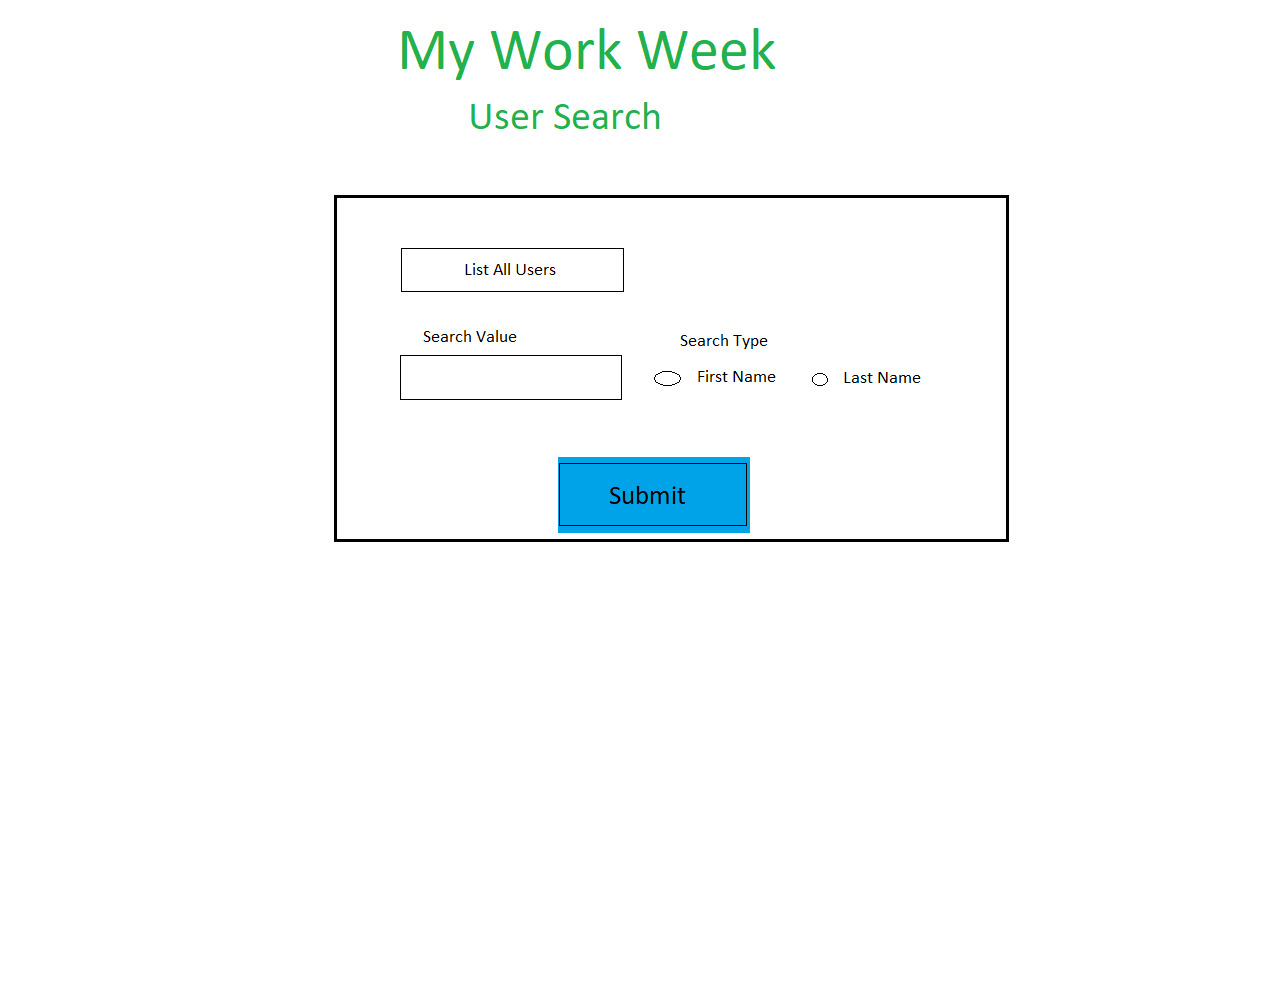 My Work Week
User Search
List All Users
Search Value
Search Type
First Name
Last Name
Submit